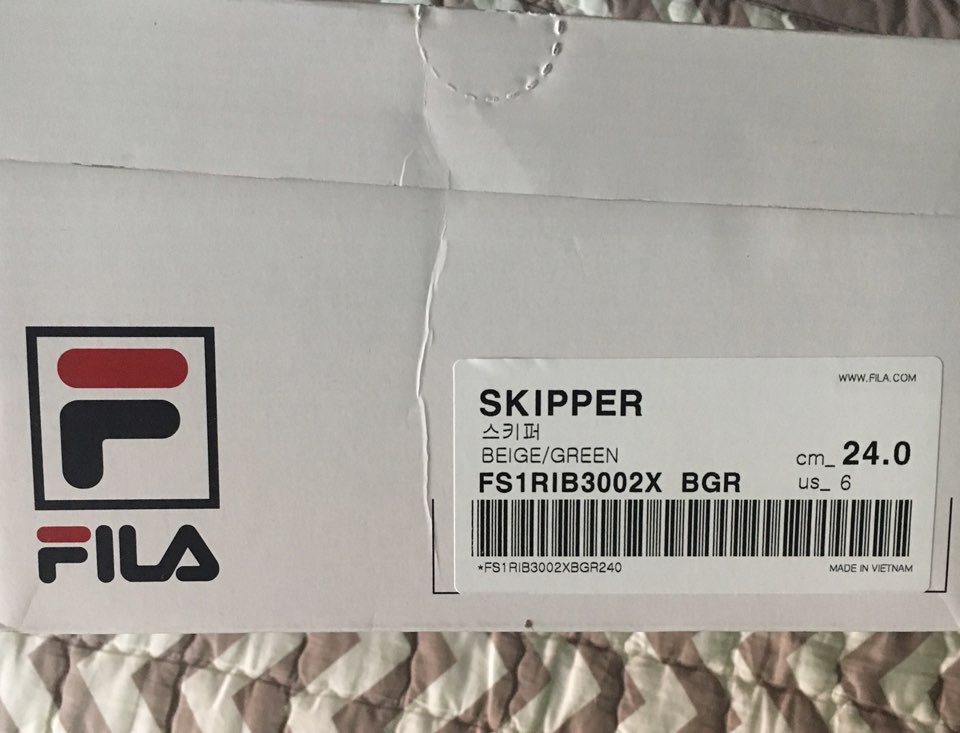 F
FILA
WWW.FILA.COM
SKIPPER
스키퍼
BEIGE/GREEN
cm_ 24.0
FS1RIB3002X BGR
us_ 6
*FS1RIB3002XBGR240
MADE IN VIETNAM